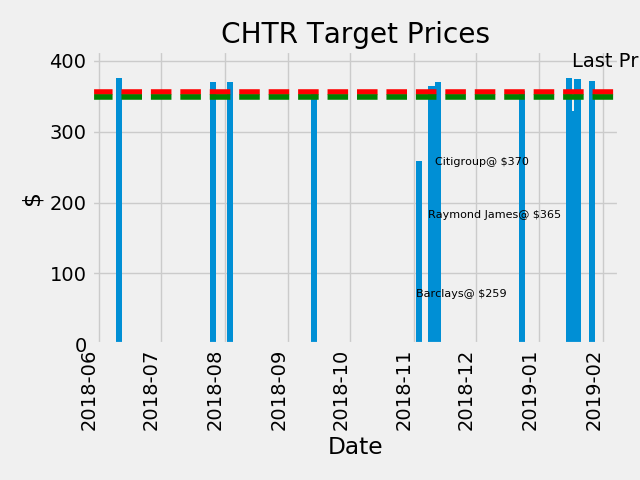 CHTR Target Prices
Last Pr
400
300
200
100
0
$
Citigroup@ $370
Raymond James@ $365
Barclays@ $259
2018-06
2018-07
2018-08
2018-09
2018-10
2018-11
2018-12
2019-01
2019-02
Date